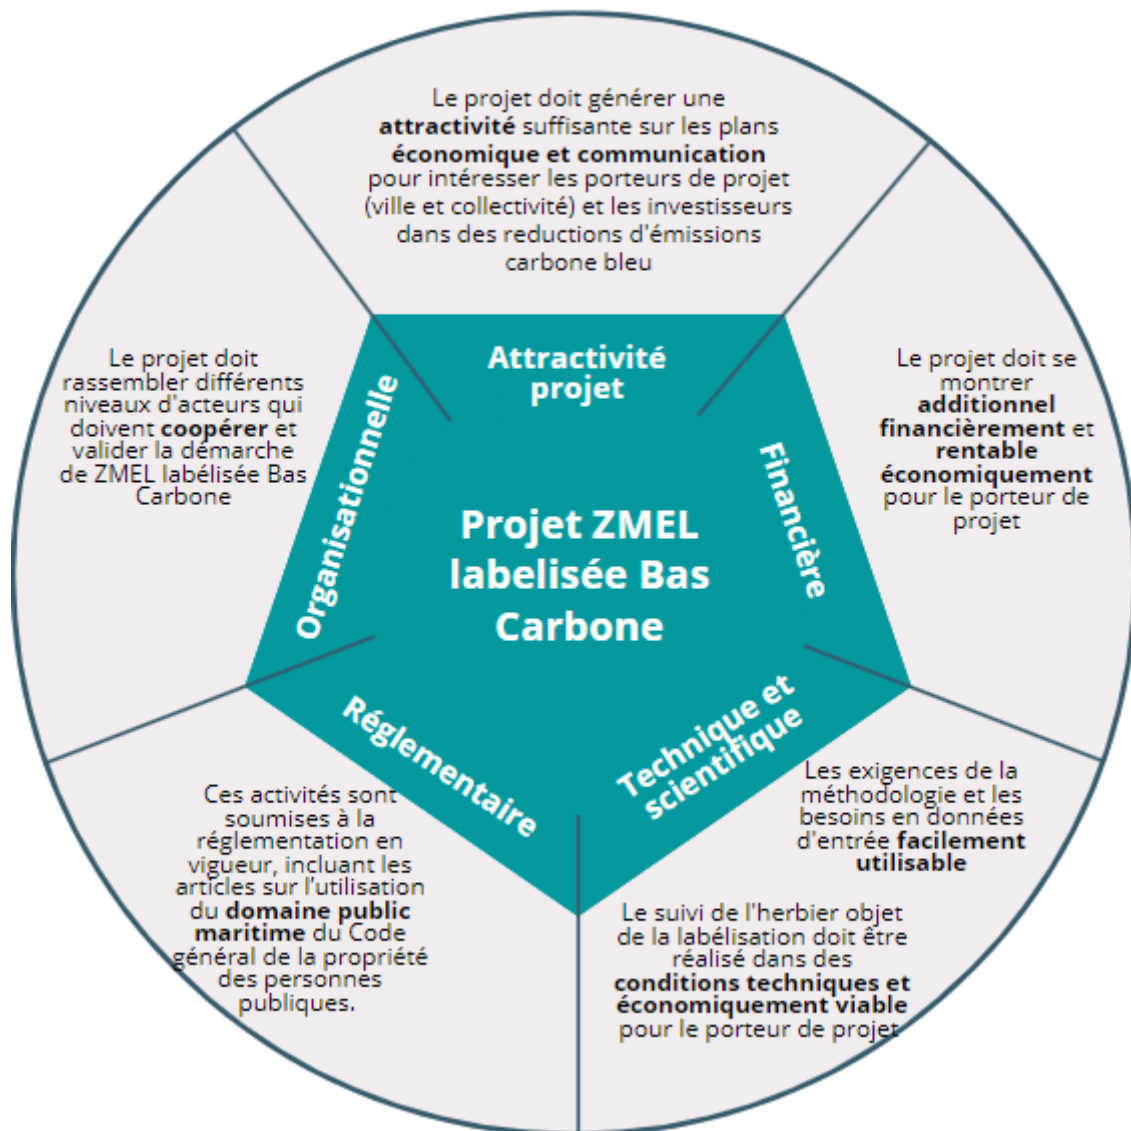 Le projet doit générer une
attractivité suffisante sur les plans
économique et communication
pour intéresser les porteurs de projet
(ville et collectivité) et les investisseurs
dans des reductions d'émissions
carbone bleu
Attractivité
projet
Le projet doit
rassembler différents
niveaux d'acteurs qui
doivent coopérer et
valider la démarche
de ZMEL labélisée Bas
Carbone
Organisationnelle
Le projet doit se
montrer
additionnel
financièrement et
rentable
économiquement
pour le porteur de
projet
Financière
Projet ZMEL
labelisée Bas
Carbone
Réglementaire
Ces activités sont
soumises à la
réglementation en
vigueur, incluant les
articles sur l'utilisation
du domaine public
maritime du Code
général de la propriété
des personnes
publiques.
Technique et
scientifique
Les exigences de la
méthodologie et les
besoins en données
d'entrée facilement
utilisable
Le suivi de l'herbier objet
de la labélisation doit être
réalisé dans des
conditions techniques et
économiquement viable
pour le porteur de projet